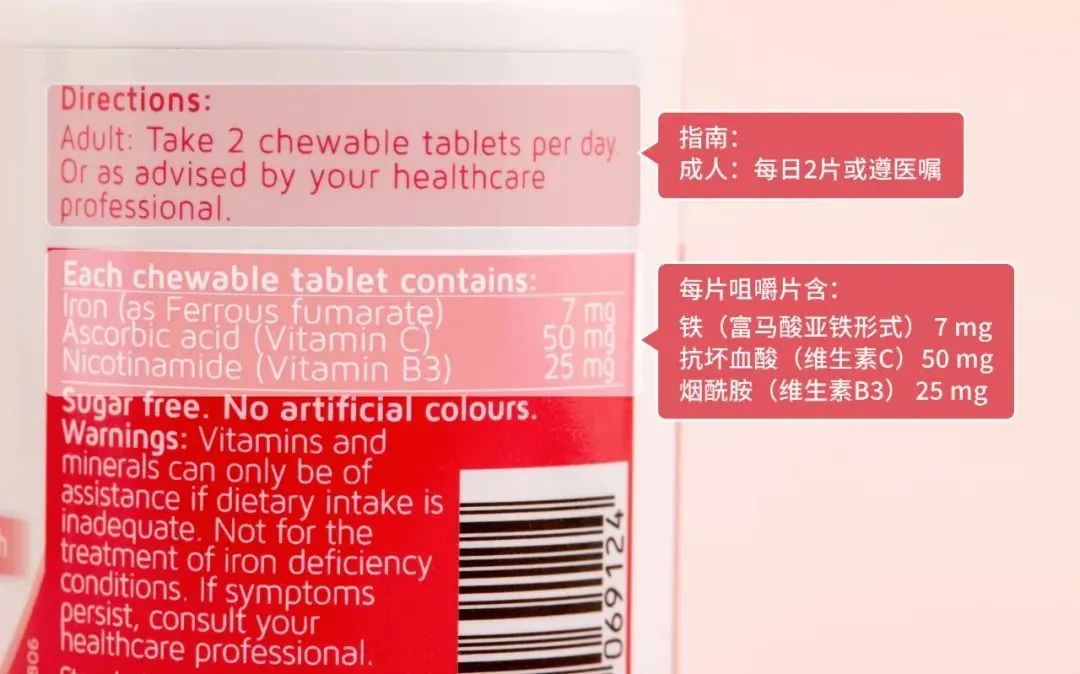 Directions:
Adult: Take 2 chewable tablets per day.
Or as advised by your healthcare
professional.
指南：
成人：每日2片或遵医嘱
Each chewable tablet contains:
Iron (as Ferrous fumarate) 7 mg
Ascorbic acid (Vitamin C) 50 mg
Nicotinamide (Vitamin B3) 25 mg
每片咀嚼片含：
铁（富马酸亚铁形式） 7 mg
抗坏血酸（维生素C）50 mg
烟酰胺（维生素B3） 25 mg
Sugar free. No artificial colours.
Warnings: Vitamins and
minerals can only be of
assistance if dietary intake is
inadequate. Not for the
treatment of iron deficiency
conditions. If symptoms
persist, consult your
healthcare professional.
069124